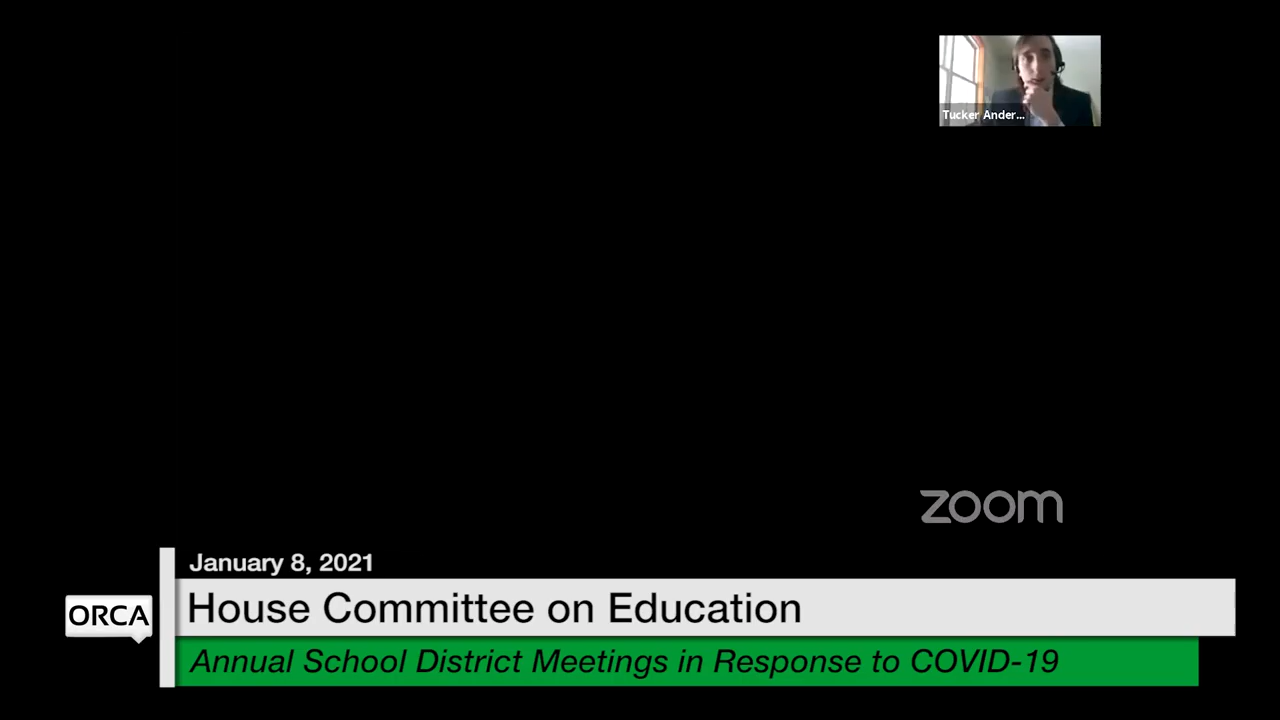 Tucker Ander...
zoom
January 8, 2021
House Committee on Education
ORCA
Annual School District Meetings in Response to COVID-19